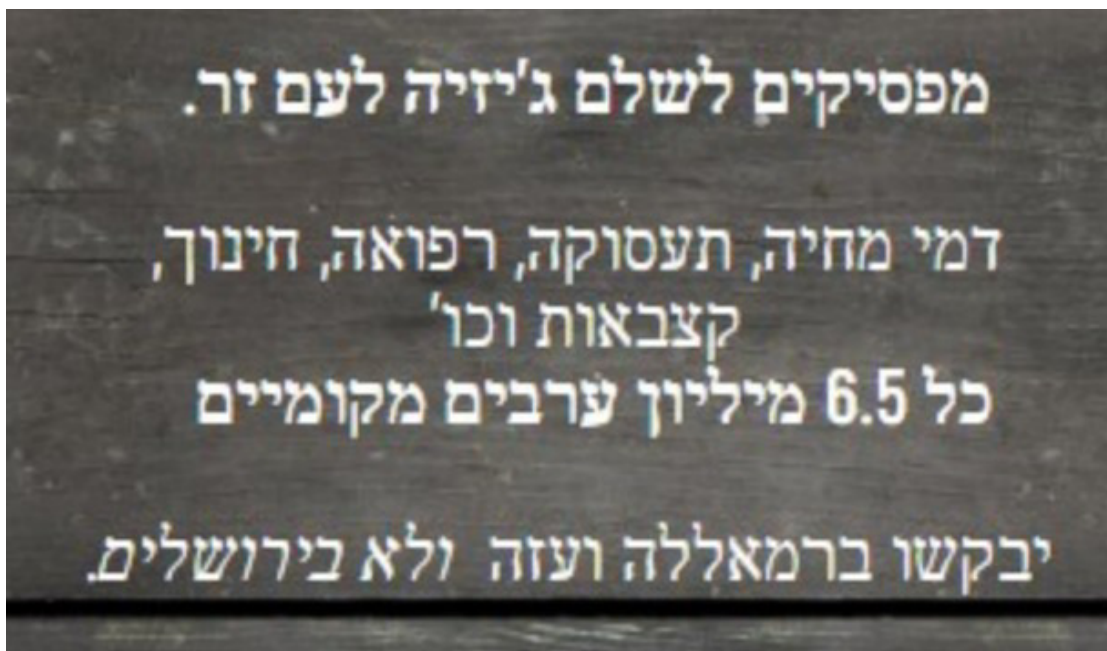 מפסיקים לשלם ג'יזיה לעם זר.
דמי מחיה, תעסוקה, רפואה, חינוך,
קצבאות וכו'
כל 6.5 מיליון ערבים מקומיים
יבקשו ברמאללה ועזה ולא בירושלים.